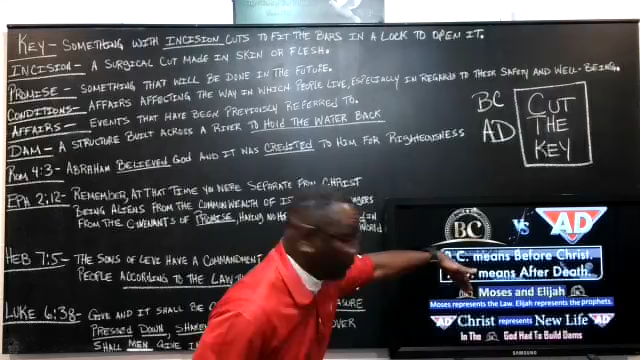 KEY - SOMETHING WITH INCISION CUTS TO FIT THE BARS IN A LOCK TO OPEN IT.
INCISION - A SURGICAL CUT MADE IN SKIN OR FLESH.
PROMISE - SOMETHING THAT WILL BE DONE IN THE FUTURE.
CONDITIONS - AFFAIRS AFFECTING THE WAY IN WHICH PEOPLE LIVE, ESPECIALLY IN REGARDS TO THEIR SAFETY AND WELL-BEING.
AFFAIRS - EVENTS THAT HAVE BEEN PREVIOUSLY REFERRED TO.
DAM - A STRUCTURE BUILT ACROSS A RIVER TO HOLD THE WATER BACK
ROM 4:3 - ABRAHAM BELIEVED GOD AND IT WAS CREDITED TO HIM FOR RIGHTEOUSNESS
EPH 2:12 - REMEMBER, AT THAT TIME YOU WERE SEPARATE FROM CHRIST
BEING ALIENS FROM THE COMMONWEALTH OF
FROM THE COVENANTS OF PROMISE, HAVING NO
HEB 7:5 - THE SONS OF LEVI HAVE A COMMANDMENT
PEOPLE ACCORDING TO THE LAW
LUKE 6:38 - GIVE AND IT SHALL BE
PRESSED DOWN,
OVER
SHALL MEN GIVE
BC
AD
CUT
THE
KEY
BC VS AD
B.C. means Before Christ.
means After Death.
Moses and Elijah
Moses represents the Law. Elijah represents the prophets.
AD Christ represents New Life AD
In The BC God Had To Build Dams
SAMSUNG